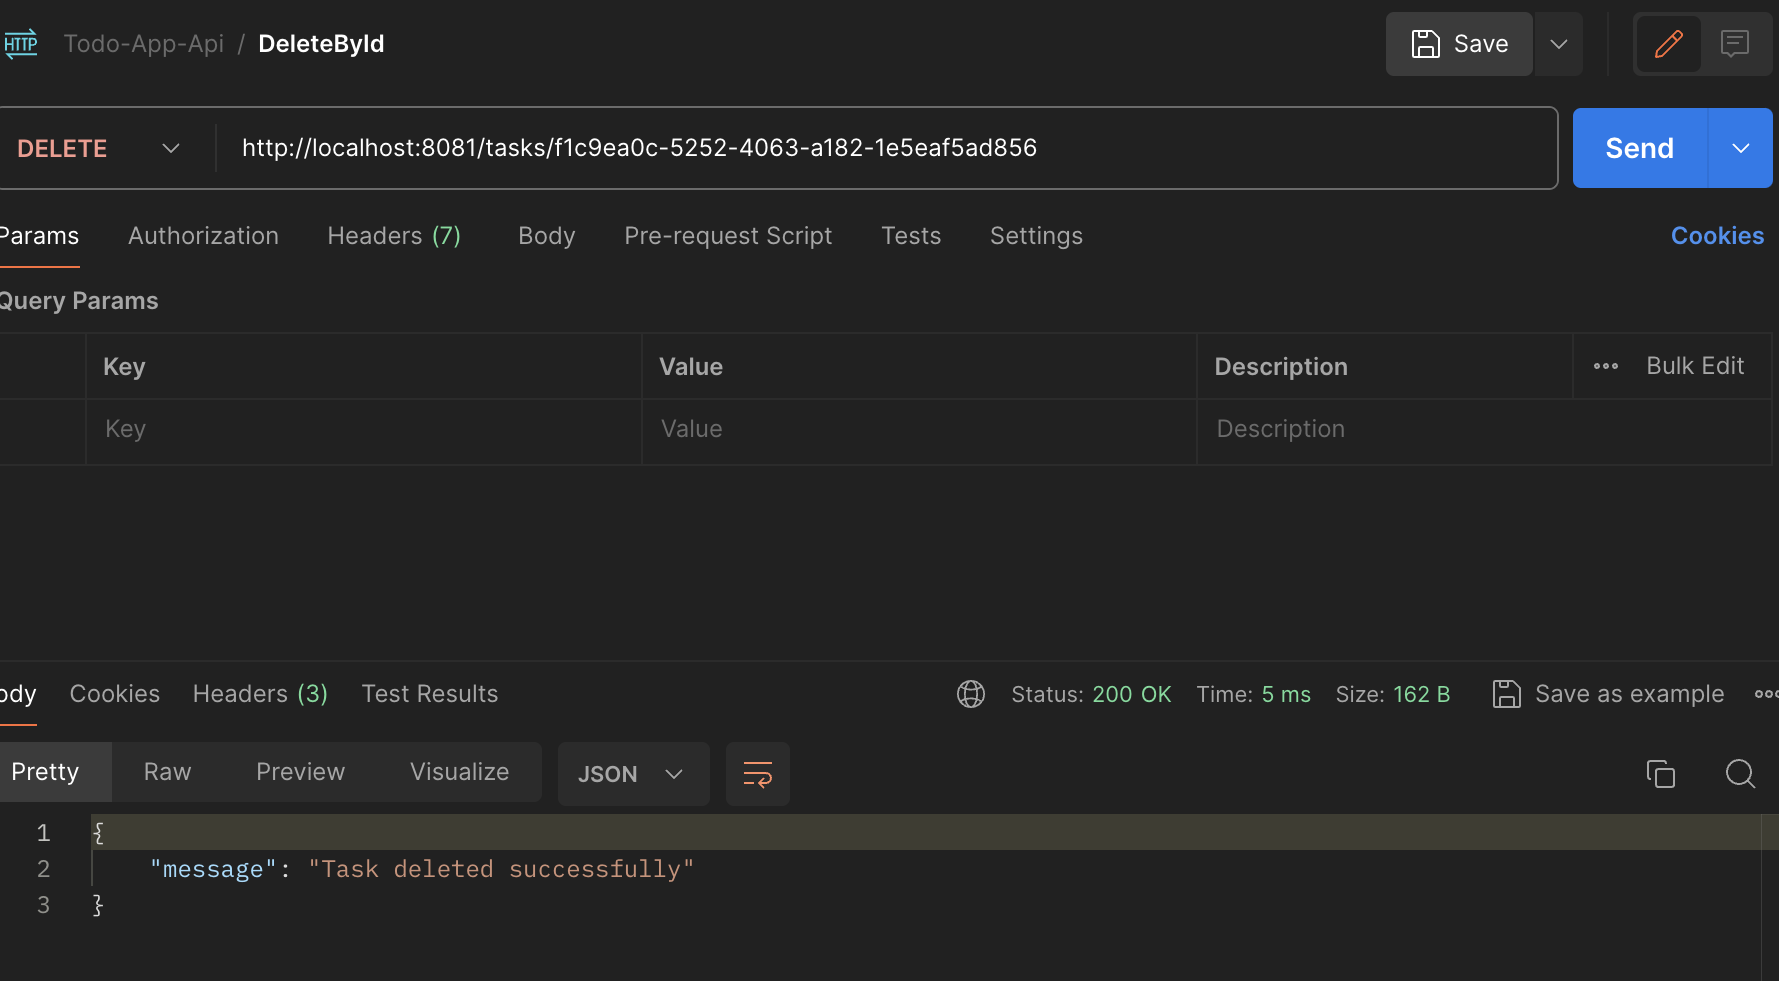 HTTP Todo-App-Api / DeleteById Save
DELETE http://localhost:8081/tasks/f1c9ea0c-5252-4063-a182-1e5eaf5ad856 Send
Params Authorization Headers (7) Body Pre-request Script Tests Settings Cookies
Query Params
Key Value Description Bulk Edit
Key Value Description
ody Cookies Headers (3) Test Results Status: 200 OK Time: 5 ms Size: 162 B Save as example
Pretty Raw Preview Visualize JSON
1 {
2 "message": "Task deleted successfully"
3 }